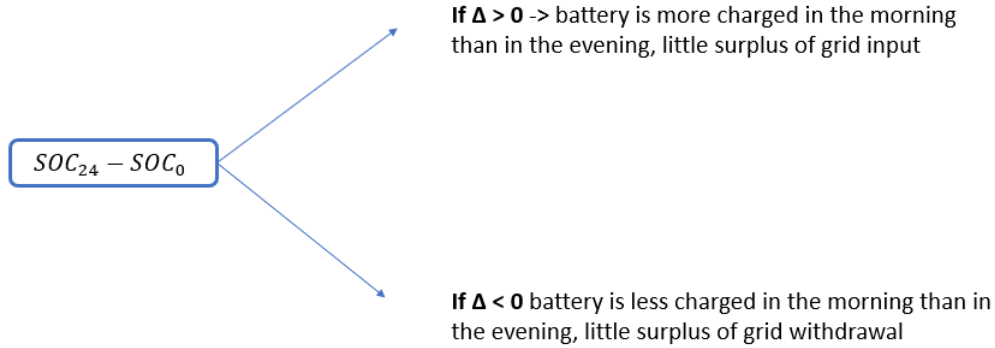 If Δ > 0 -> battery is more charged in the morning
than in the evening, little surplus of grid input
SOC₂₄ − SOC₀
If Δ < 0 battery is less charged in the morning than in
the evening, little surplus of grid withdrawal